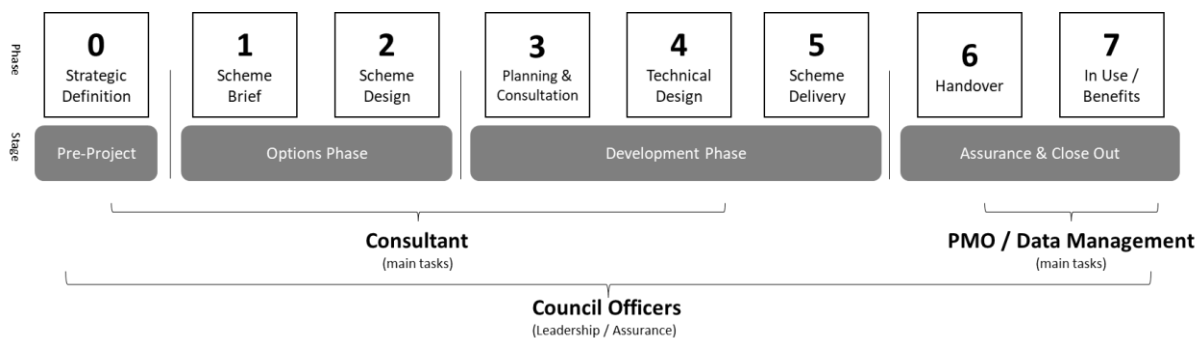 Phase
0
Strategic
Definition
1
Scheme
Brief
2
Scheme
Design
3
Planning &
Consultation
4
Technical
Design
5
Scheme
Delivery
6
Handover
7
In Use /
Benefits
Stage
Pre-Project
Options Phase
Development Phase
Assurance & Close Out
Consultant
(main tasks)
PMO / Data Management
(main tasks)
Council Officers
(Leadership / Assurance)